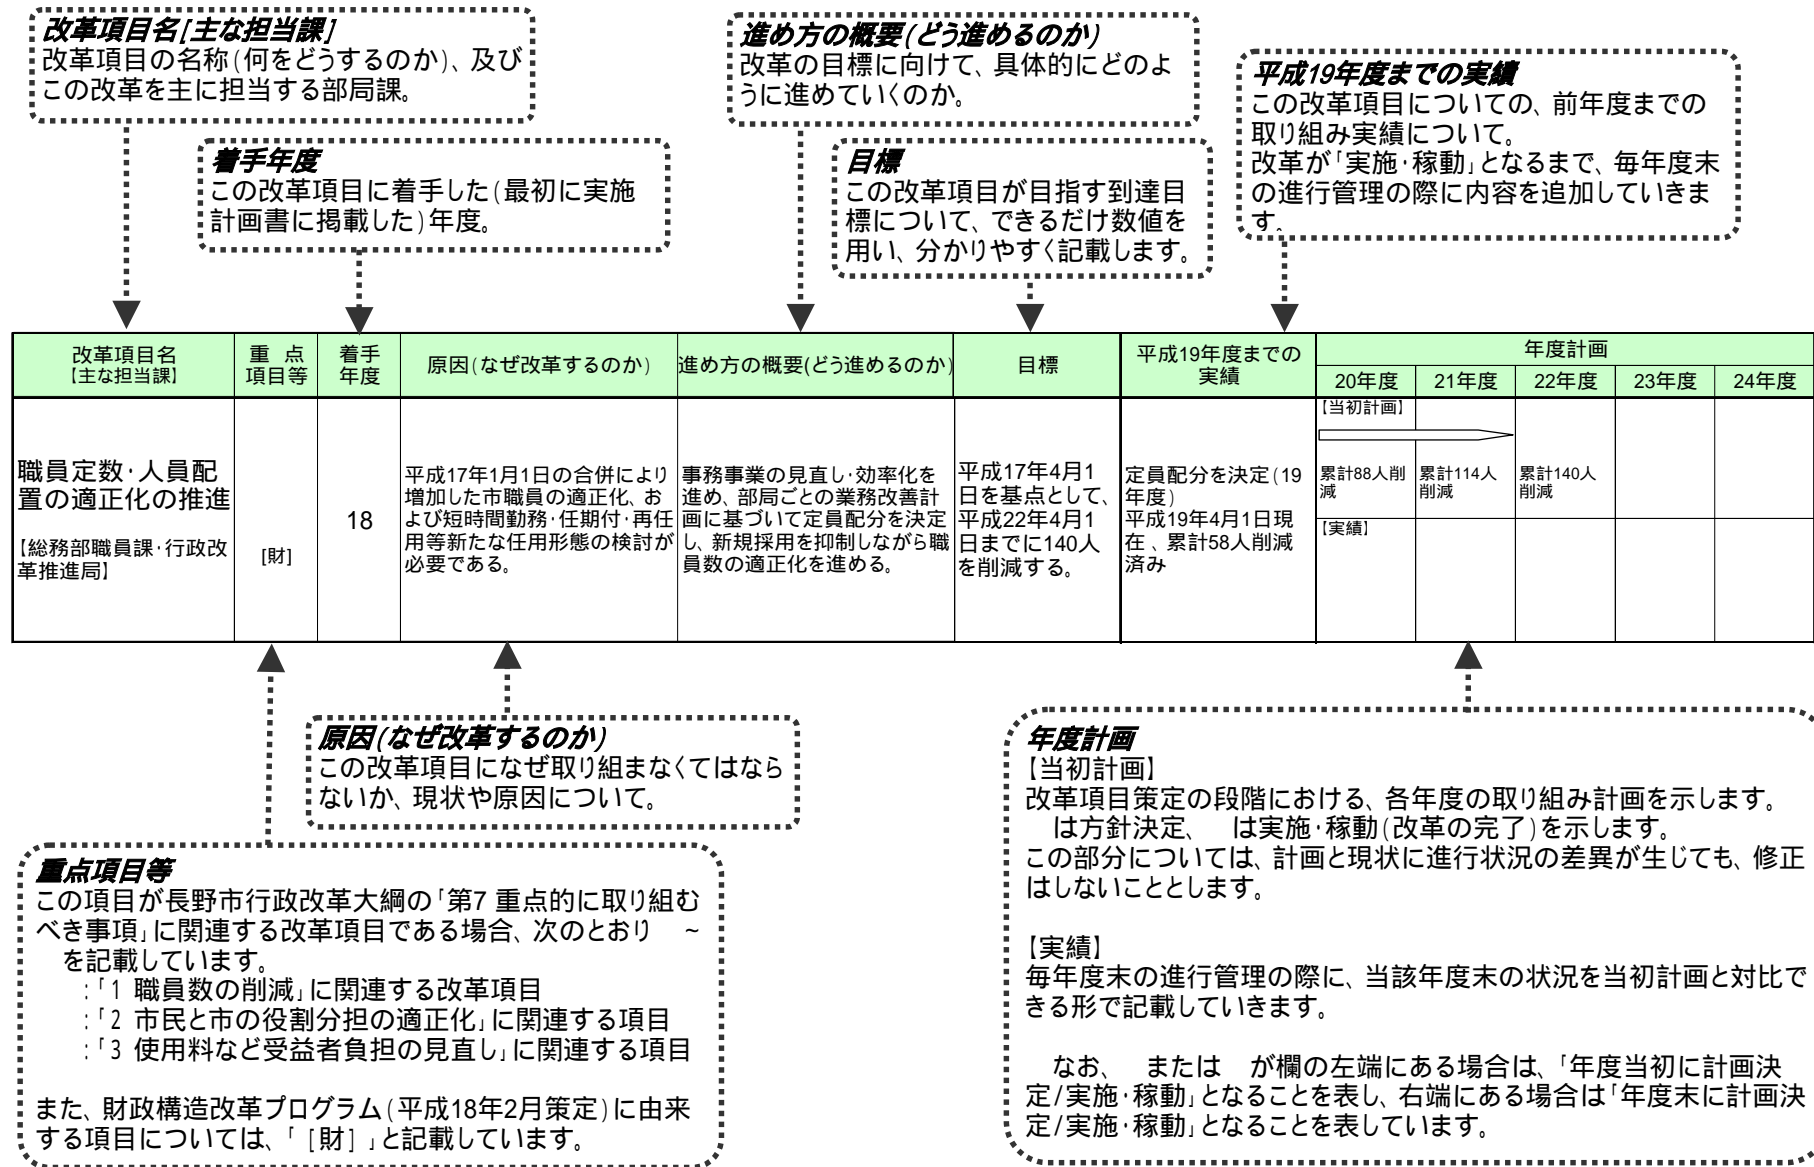 改革項目名[主な担当課]
改革項目の名称(何をどうするのか)、及び
この改革を主に担当する部局課。
着手年度
この改革項目に着手した(最初に実施
計画書に掲載した)年度。
進め方の概要(どう進めるのか)
改革の目標に向けて、具体的にどのよ
うに進めていくのか。
目標
この改革項目が目指す到達目
標について、できるだけ数値を
用い、分かりやすく記載します。
平成19年度までの実績
この改革項目についての、前年度までの
取り組み実績について。
改革が「実施・稼動」となるまで、毎年度末
の進行管理の際に内容を追加していきま
す。
改革項目名
【主な担当課】
重 点
項目等
着手
年度
原因(なぜ改革するのか)
進め方の概要(どう進めるのか)
目標
平成19年度までの
実績
年度計画
20年度
21年度
22年度
23年度
24年度
職員定数・人員配
置の適正化の推進
【総務部職員課・行政改
革推進局】
[財]
18
平成17年1月1日の合併により
増加した市職員の適正化、お
よび短時間勤務・任期付・再任
用等新たな任用形態の検討が
必要である。
事務事業の見直し・効率化を
進め、部局ごとの業務改善計
画に基づいて定員配分を決定
し、新規採用を抑制しながら職
員数の適正化を進める。
平成17年4月1
日を基点として、
平成22年4月1
日までに140人
を削減する。
定員配分を決定(19
年度)
平成19年4月1日現
在、累計58人削減
済み
【当初計画】
累計88人削
減
累計114人
削減
累計140人
削減
【実績】
原因(なぜ改革するのか)
この改革項目になぜ取り組まなくてはなら
ないか、現状や原因について。
重点項目等
この項目が長野市行政改革大綱の「第7 重点的に取り組む
べき事項」に関連する改革項目である場合、次のとおり ~
を記載しています。
:「1 職員数の削減」に関連する改革項目
:「2 市民と市の役割分担の適正化」に関連する項目
:「3 使用料など受益者負担の見直し」に関連する項目
また、財政構造改革プログラム(平成18年2月策定)に由来
する項目については、「 [財] 」と記載しています。
年度計画
【当初計画】
改革項目策定の段階における、各年度の取り組み計画を示します。
は方針決定、 は実施・稼動(改革の完了)を示します。
この部分については、計画と現状に進行状況の差異が生じても、修正
はしないこととします。
【実績】
毎年度末の進行管理の際に、当該年度末の状況を当初計画と対比で
きる形で記載していきます。
なお、 または が欄の左端にある場合は、「年度当初に計画決
定/実施・稼動」となることを表し、右端にある場合は「年度末に計画決
定/実施・稼動」となることを表しています。